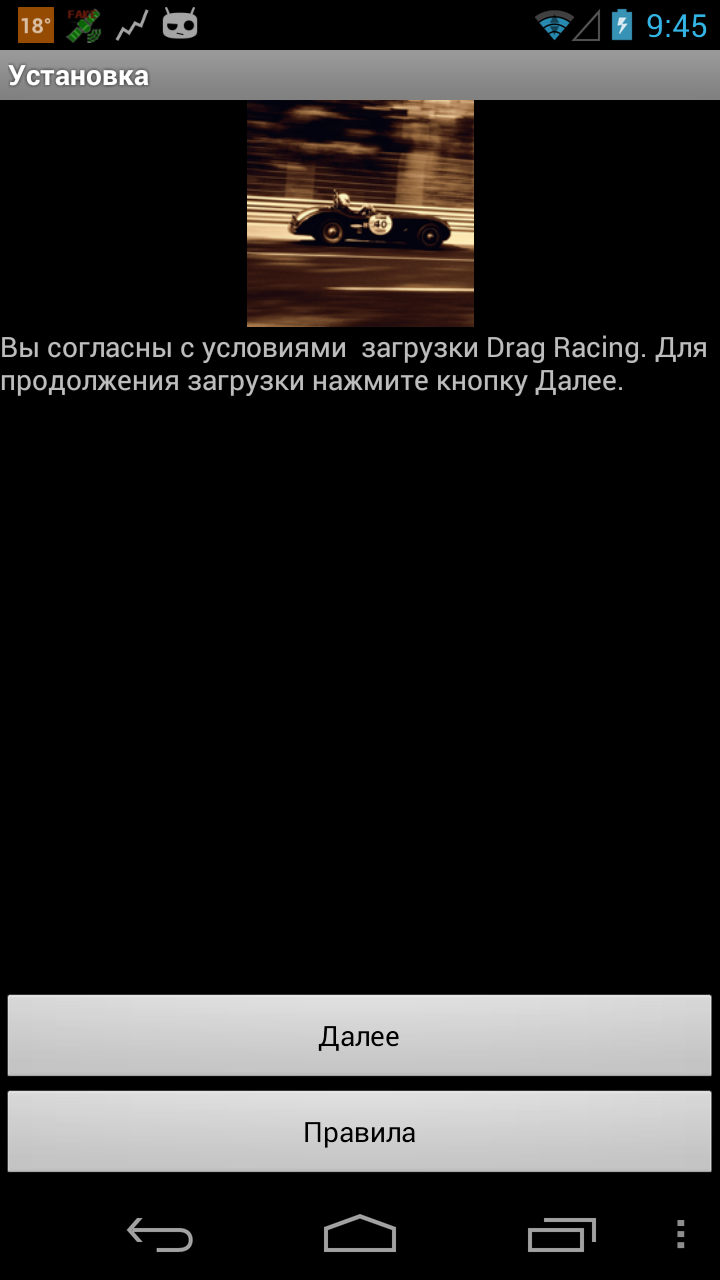 18° FAKE 9:45
Установка
40
Вы согласны с условиями  загрузки Drag Racing. Для
продолжения загрузки нажмите кнопку Далее.
Далее
Правила